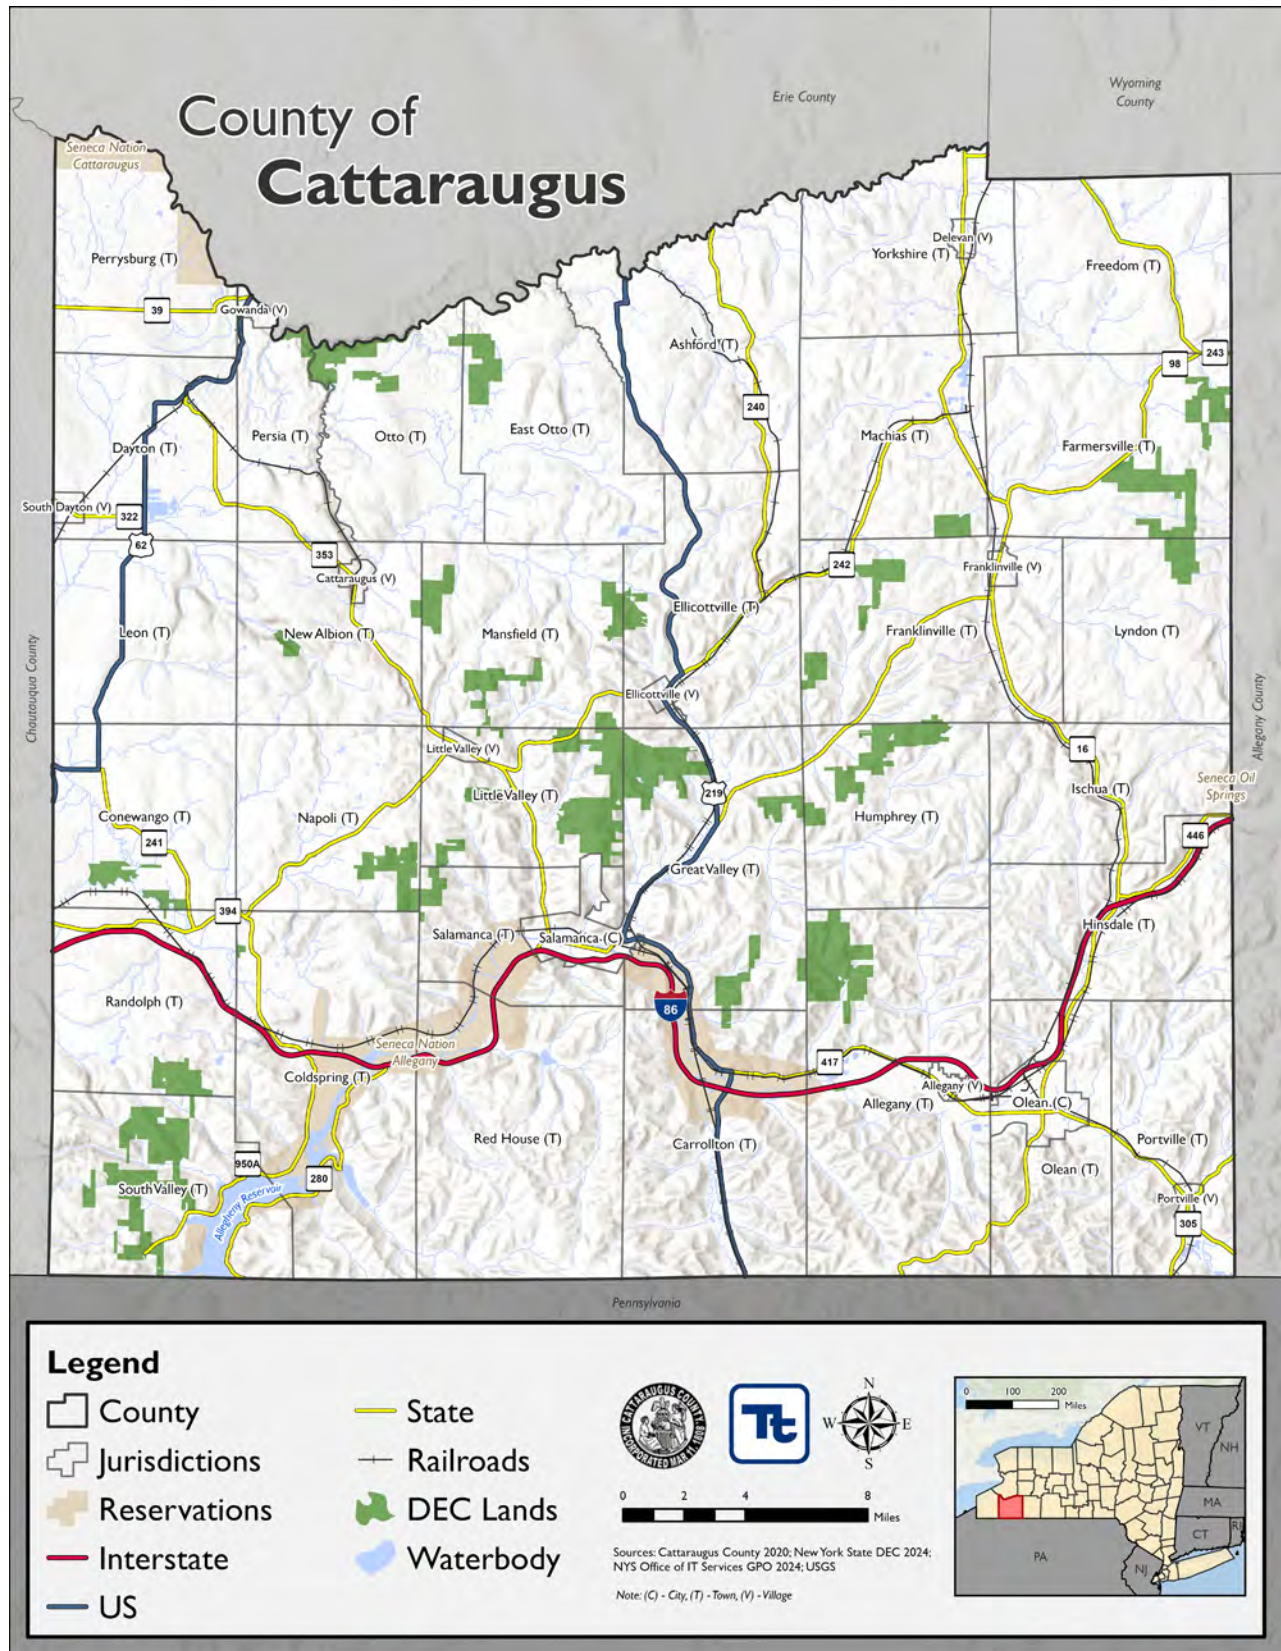 County of
Cattaraugus
Erie County
Wyoming
County
Seneca Nation
Cattaraugus
Perrysburg (T)
Delevan (V)
Yorkshire (T)
Freedom (T)
39
Gowanda (V)
Ashford (T)
98
243
240
Dayton (T)
Persia (T)
Otto (T)
East Otto (T)
Machias (T)
Farmersville (T)
South Dayton (V)
322
62
353
Cattaraugus (V)
242
Franklinville (V)
Ellicottville (T)
Leon (T)
New Albion (T)
Mansfield (T)
Franklinville (T)
Lyndon (T)
Chautauqua County
Allegany County
Ellicottville (V)
Little Valley (V)
16
Seneca Oil
Springs
Little Valley (T)
219
Ischua (T)
Conewango (T)
Napoli (T)
Humphrey (T)
241
446
Great Valley (T)
394
Salamanca (T)
Salamanca (C)
Hinsdale (T)
Randolph (T)
86
Seneca Nation
Allegany
417
Coldspring (T)
Allegany (V)
Allegany (T)
Olean (C)
Red House (T)
Carrollton (T)
Portville (T)
950A
280
Olean (T)
South Valley (T)
Allegheny Reservoir
Portville (V)
305
Pennsylvania
Legend
County
Jurisdictions
Reservations
Interstate
US
State
Railroads
DEC Lands
Waterbody
CATTARAUGUS COUNTY
INCORPORATED MAR. 11, 1808
Tt
N
W
E
S
0 2 4 8
Miles
Sources: Cattaraugus County 2020; New York State DEC 2024;
NYS Office of IT Services GPO 2024; USGS
Note: (C) - City, (T) - Town, (V) - Village
0 100 200
Miles
VT
NH
MA
CT
RI
PA
NJ